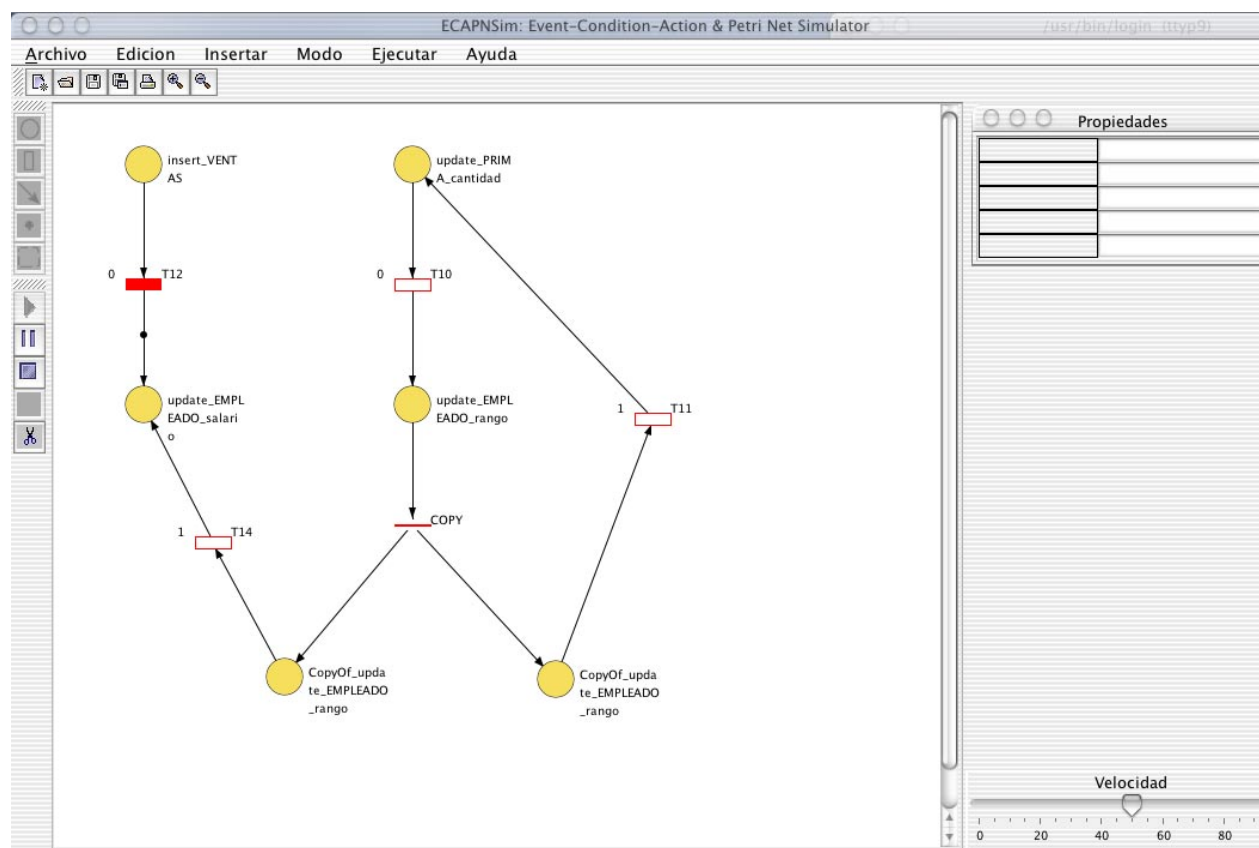 ECAPNSim: Event-Condition-Action & Petri Net Simulator
/usr/bin/login (ttyp9)
Archivo Edicion Insertar Modo Ejecutar Ayuda
Propiedades
insert_VENT
AS
update_PRIM
A_cantidad
0 T12
0 T10
update_EMPL
EADO_salari
o
update_EMPL
EADO_rango
1 T11
COPY
1 T14
CopyOf_upda
te_EMPLEADO
_rango
CopyOf_upda
te_EMPLEADO
_rango
Velocidad
0 20 40 60 80